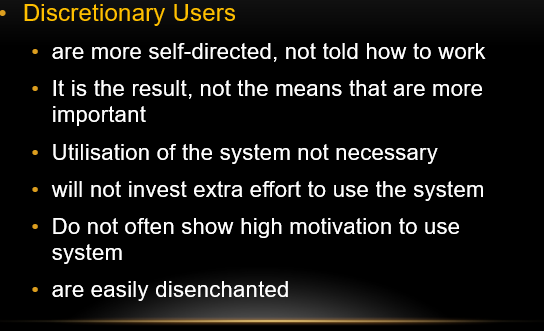 • Discretionary Users
• are more self-directed, not told how to work
• It is the result, not the means that are more
important
• Utilisation of the system not necessary
• will not invest extra effort to use the system
• Do not often show high motivation to use
system
• are easily disenchanted